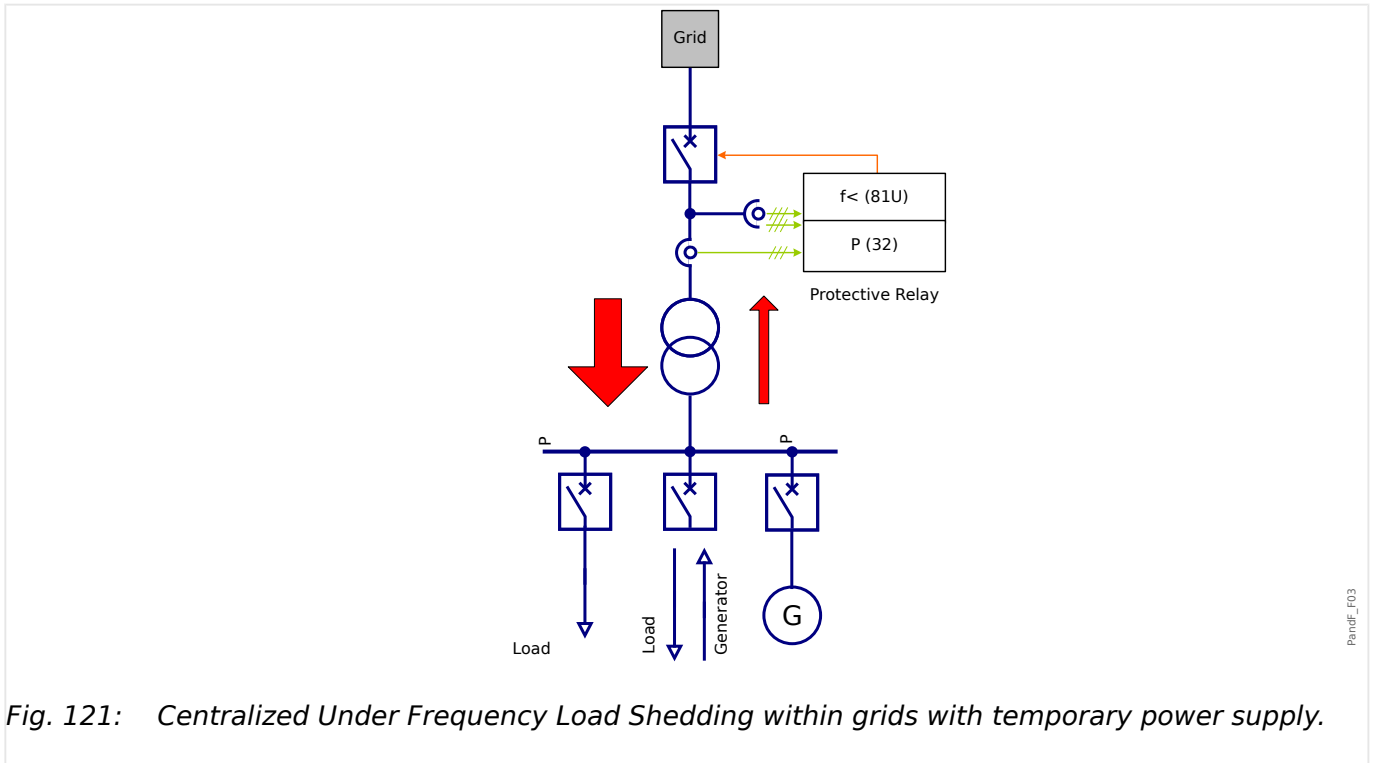 Grid
f< (81U)
P (32)
Protective Relay
P
P
Load
Load
Generator
G
PandF_F03
Fig. 121: Centralized Under Frequency Load Shedding within grids with temporary power supply.